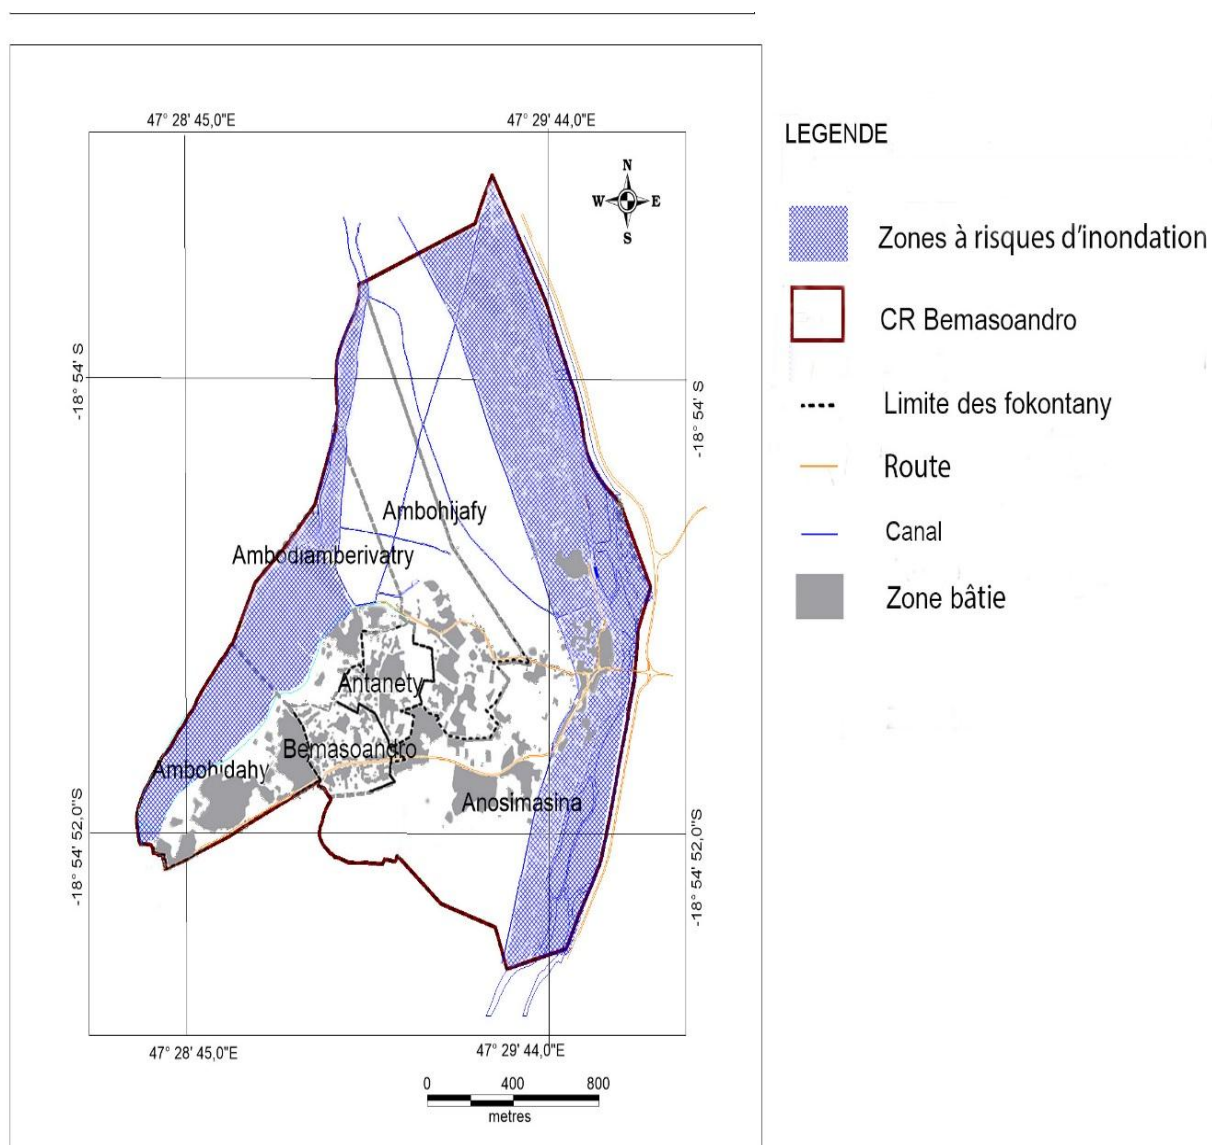 47° 28' 45,0"E
47° 29' 44,0"E
N
W
E
S
-18° 54' S
-18° 54' S
Ambohijafy
Ambodiamberivatry
Antanety
Bemasoandro
Ambohidahy
Anosimasina
-18° 54' 52,0"S
-18° 54' 52,0"S
47° 28' 45,0"E
47° 29' 44,0"E
0
400
800
metres
LEGENDE
Zones à risques d'inondation
CR Bemasoandro
Limite des fokontany
Route
Canal
Zone bâtie